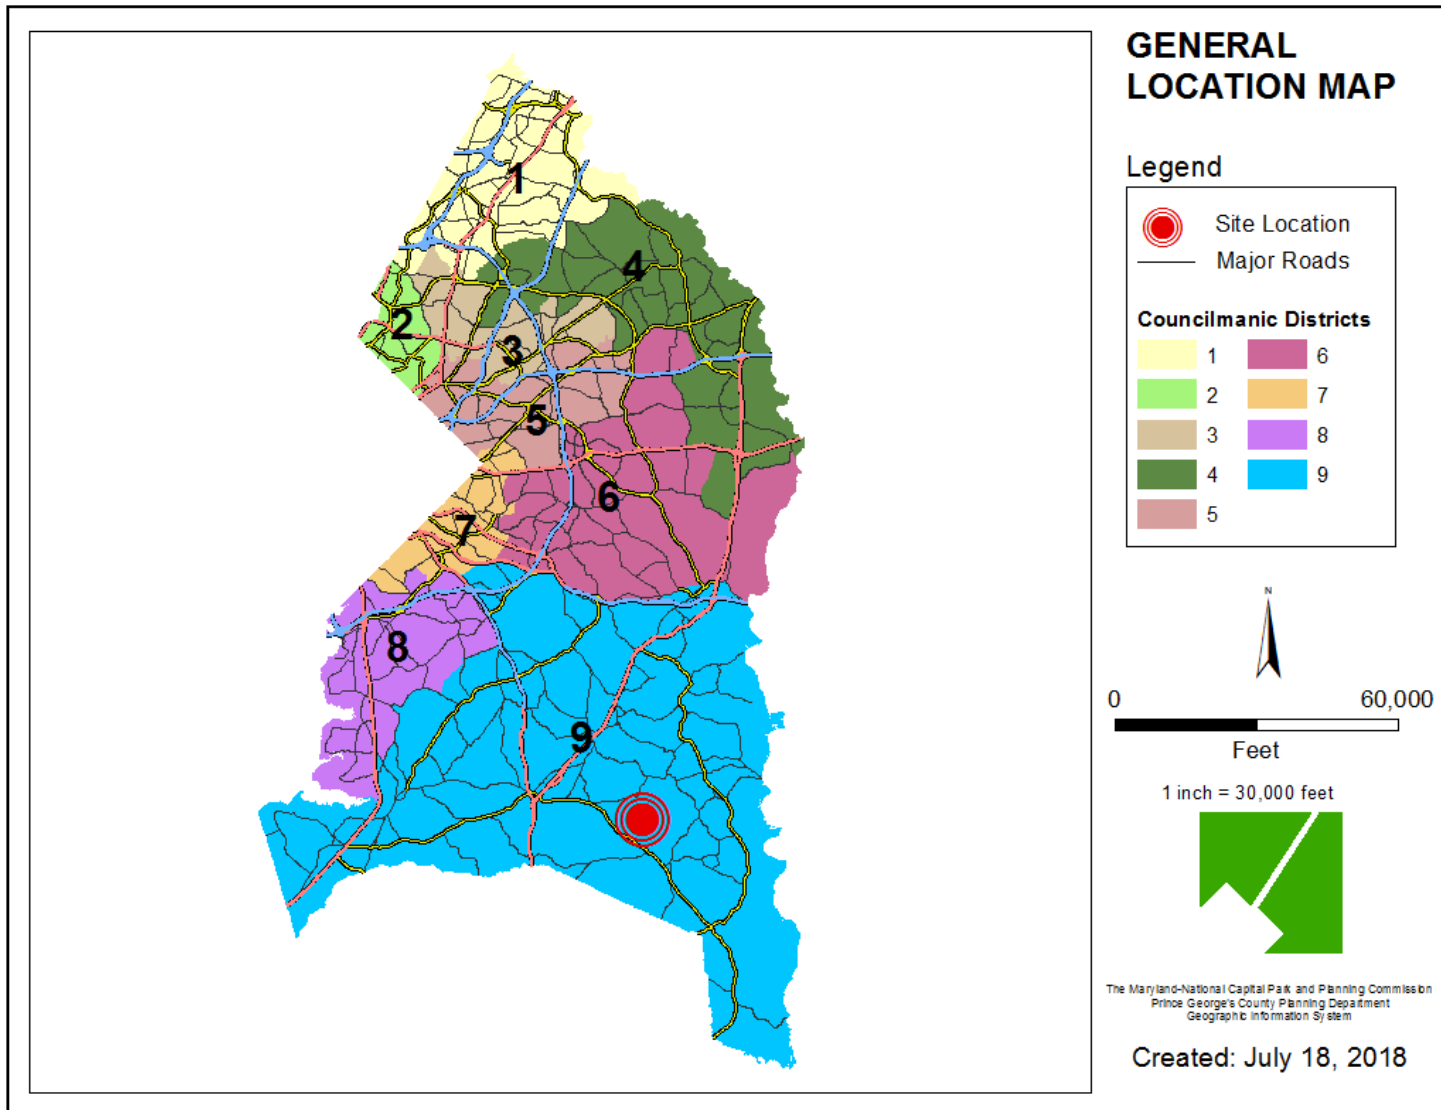 GENERAL
LOCATION MAP
Legend
Site Location
Major Roads
Councilmanic Districts
1 6
2 7
3 8
4 9
5
1
4
2
3
5
6
7
8
9
N
0 60,000
Feet
1 inch = 30,000 feet
The Maryland-National Capital Park and Planning Commission
Prince George's County Planning Department
Geographic Information System
Created: July 18, 2018